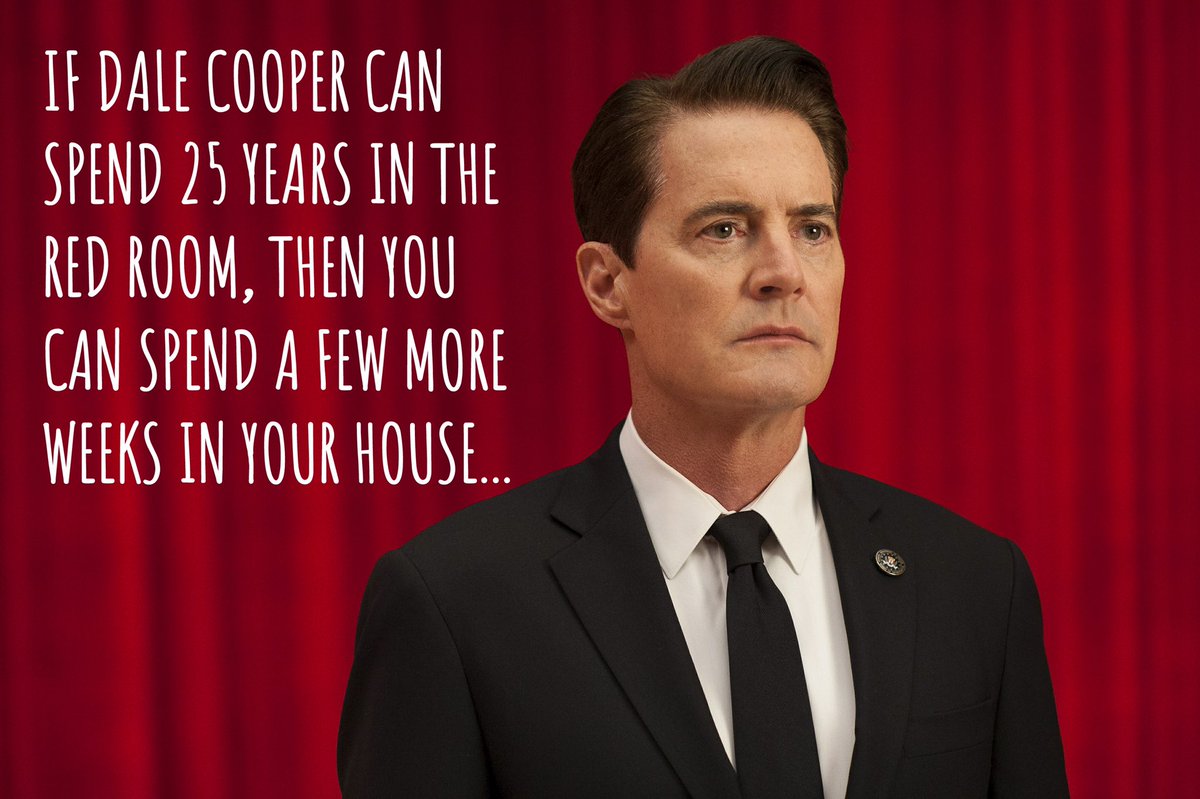 IF DALE COOPER CAN
SPEND 25 YEARS IN THE
RED ROOM, THEN YOU
CAN SPEND A FEW MORE
WEEKS IN YOUR HOUSE...